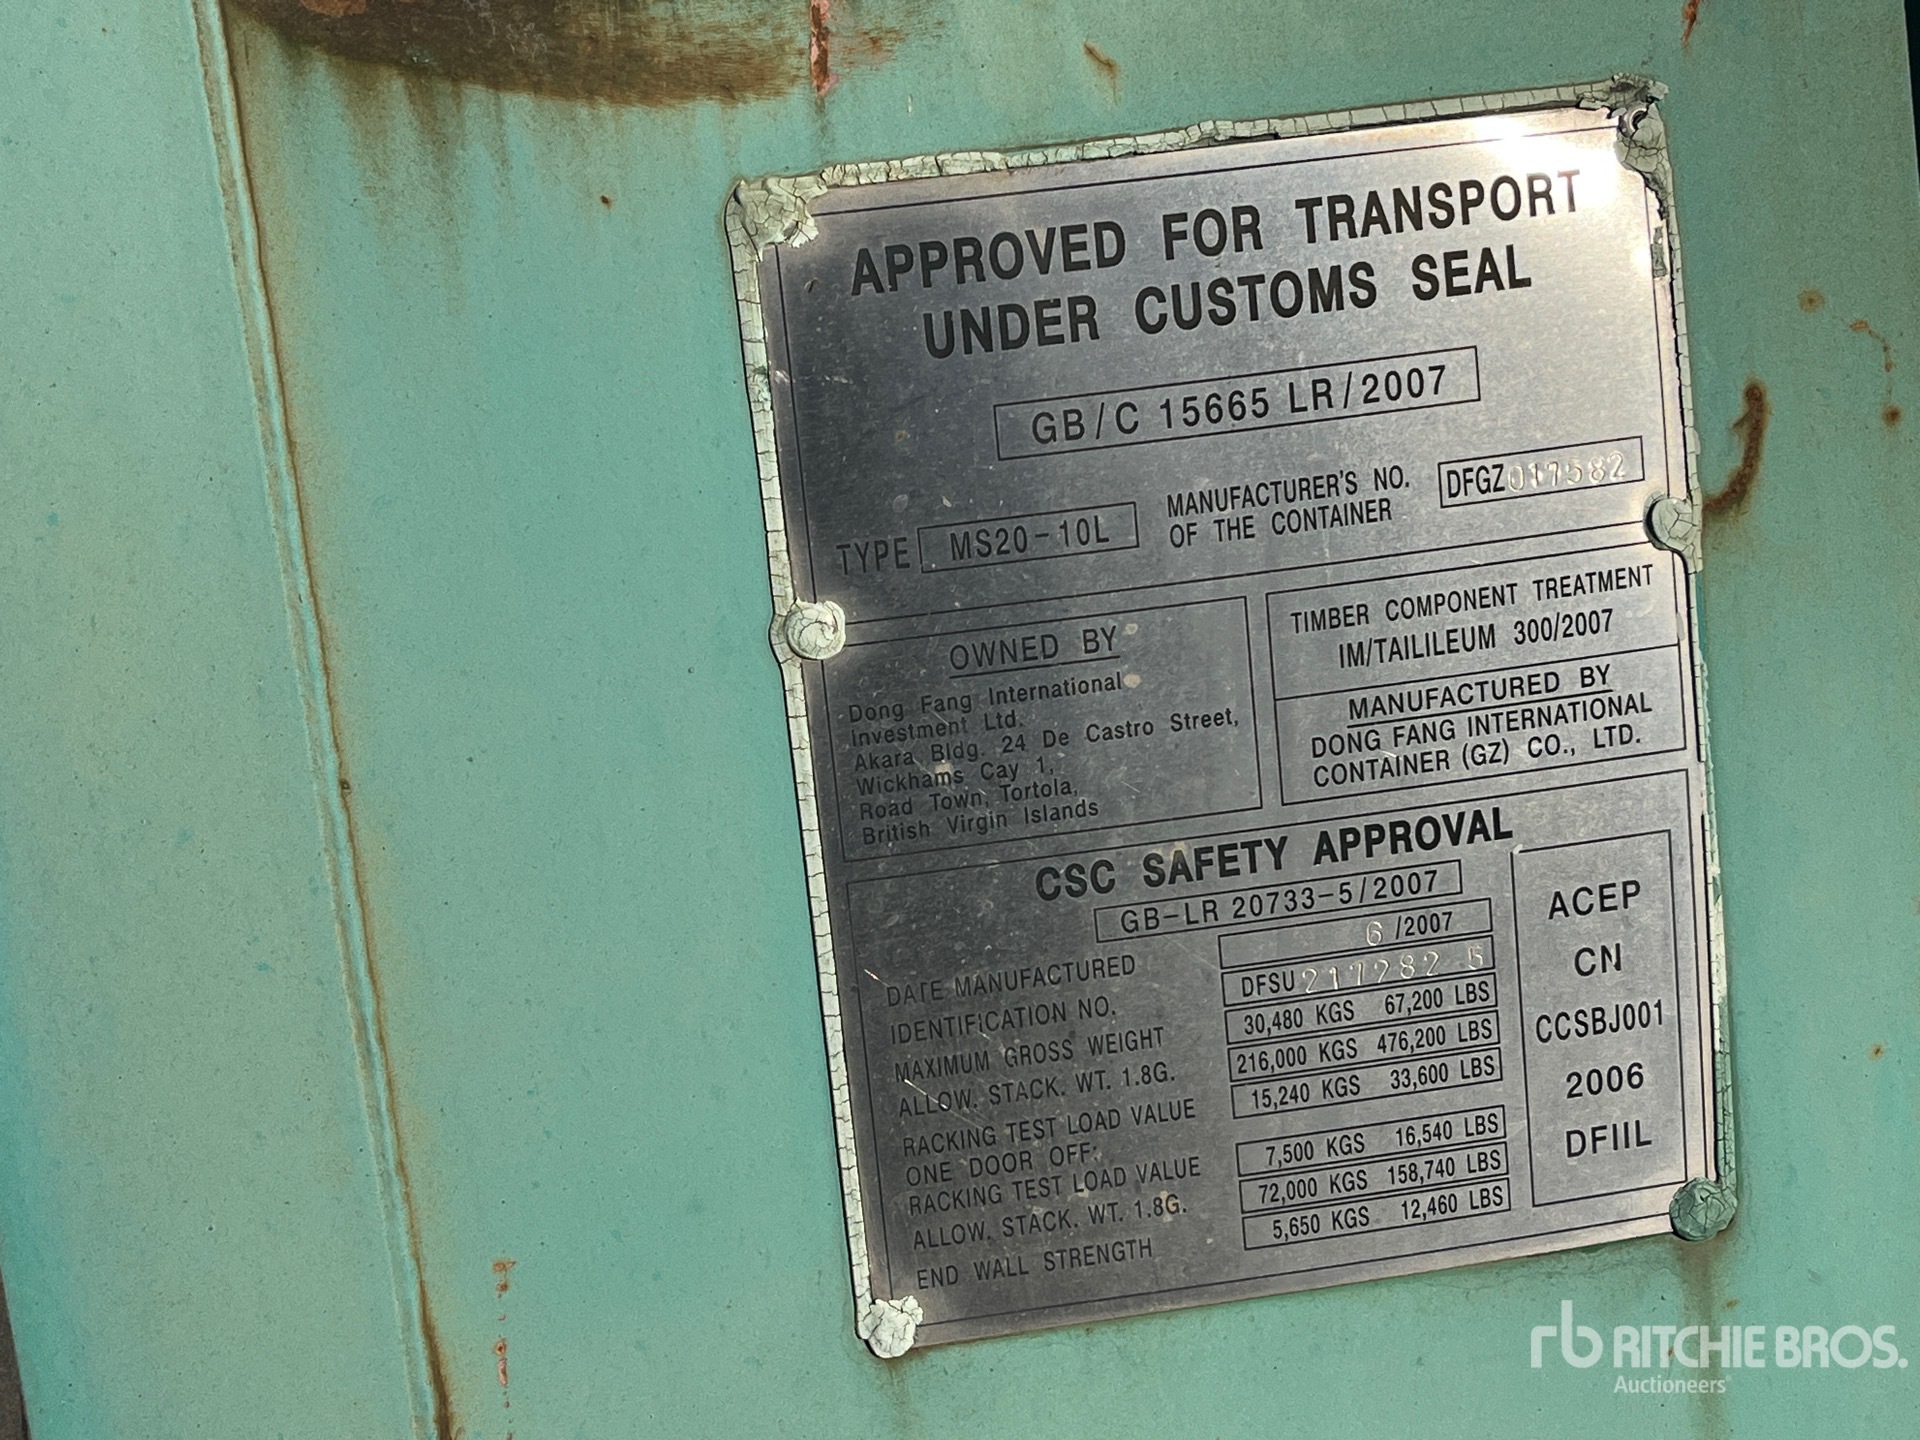 APPROVED FOR TRANSPORT
UNDER CUSTOMS SEAL
GB/C 15665 LR/2007
TYPE MS20-10L MANUFACTURER'S NO. OF THE CONTAINER DFGZ017582
OWNED BY
Dong Fang International
Investment Ltd.
Akara Bldg. 24 De Castro Street,
Wickhams Cay 1,
Road Town, Tortola,
British Virgin Islands
TIMBER COMPONENT TREATMENT
IM/TAILILEUM 300/2007
MANUFACTURED BY
DONG FANG INTERNATIONAL
CONTAINER (GZ) CO., LTD.
CSC SAFETY APPROVAL
GB-LR 20733-5/2007
DATE MANUFACTURED 6 /2007
IDENTIFICATION NO. DFSU 217282 5
MAXIMUM GROSS WEIGHT 30,480 KGS 67,200 LBS
ALLOW. STACK. WT. 1.8G. 216,000 KGS 476,200 LBS
RACKING TEST LOAD VALUE 15,240 KGS 33,600 LBS
ONE DOOR OFF:
RACKING TEST LOAD VALUE 7,500 KGS 16,540 LBS
ALLOW. STACK. WT. 1.8G. 72,000 KGS 158,740 LBS
END WALL STRENGTH 5,650 KGS 12,460 LBS
ACEP
CN
CCSBJ001
2006
DFIIL
rb RITCHIE BROS.
Auctioneers